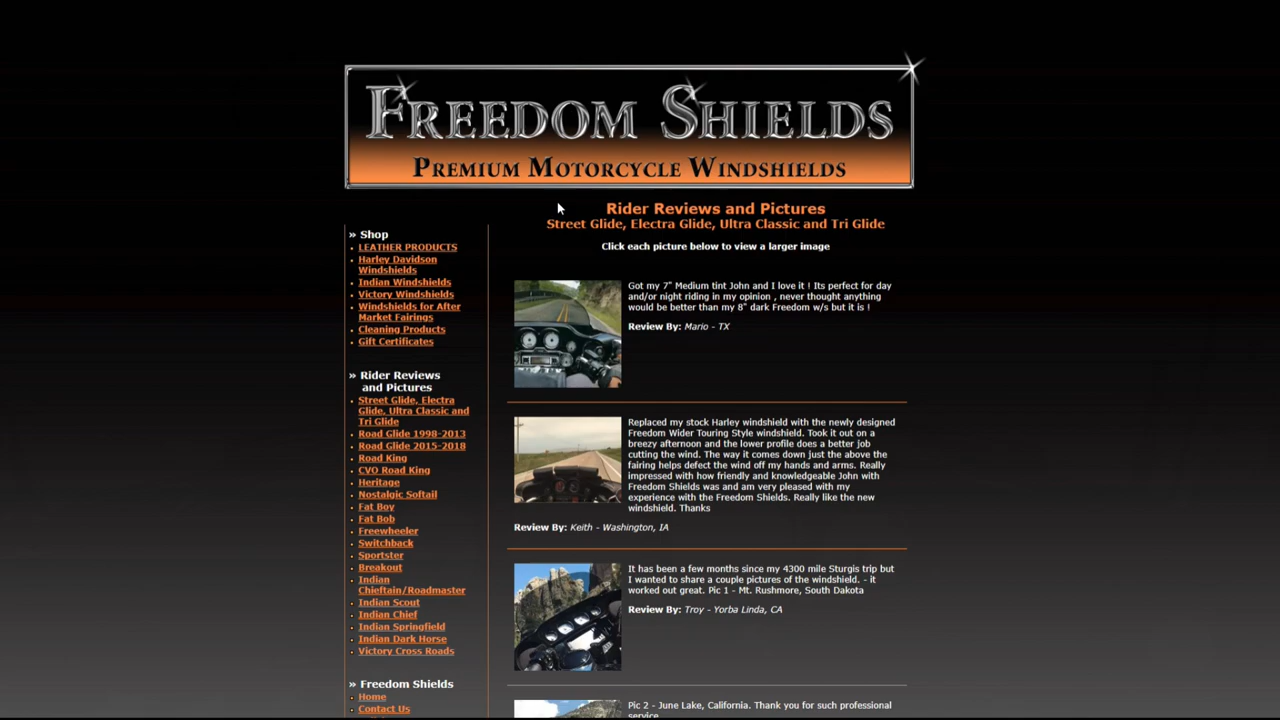 FREEDOM SHIELDS
PREMIUM MOTORCYCLE WINDSHIELDS
» Shop
LEATHER PRODUCTS
Harley Davidson
Windshields
Indian Windshields
Victory Windshields
Windshields for After
Market Fairings
Cleaning Products
Gift Certificates
» Rider Reviews
and Pictures
Street Glide, Electra
Glide, Ultra Classic and
Tri Glide
Road Glide 1998-2013
Road Glide 2015-2018
Road King
CVO Road King
Heritage
Nostalgic Softail
Fat Boy
Fat Bob
Freewheeler
Switchback
Sportster
Breakout
Indian
Chieftain/Roadmaster
Indian Scout
Indian Chief
Indian Springfield
Indian Dark Horse
Victory Cross Roads
» Freedom Shields
Home
Contact Us
Rider Reviews and Pictures
Street Glide, Electra Glide, Ultra Classic and Tri Glide
Click each picture below to view a larger image
Got my 7" Medium tint John and I love it ! Its perfect for day
and/or night riding in my opinion , never thought anything
would be better than my 8" dark Freedom w/s but it is !
Review By: Mario - TX
Replaced my stock Harley windshield with the newly designed
Freedom Wider Touring Style windshield. Took it out on a
breezy afternoon and the lower profile does a better job
cutting the wind. The way it comes down just the above the
fairing helps defect the wind off my hands and arms. Really
impressed with how friendly and knowledgeable John with
Freedom Shields was and am very pleased with my
experience with the Freedom Shields. Really like the new
windshield. Thanks
Review By: Keith - Washington, IA
It has been a few months since my 4300 mile Sturgis trip but
I wanted to share a couple pictures of the windshield. - it
worked out great. Pic 1 - Mt. Rushmore, South Dakota
Review By: Troy - Yorba Linda, CA
Pic 2 - June Lake, California. Thank you for such professional
service